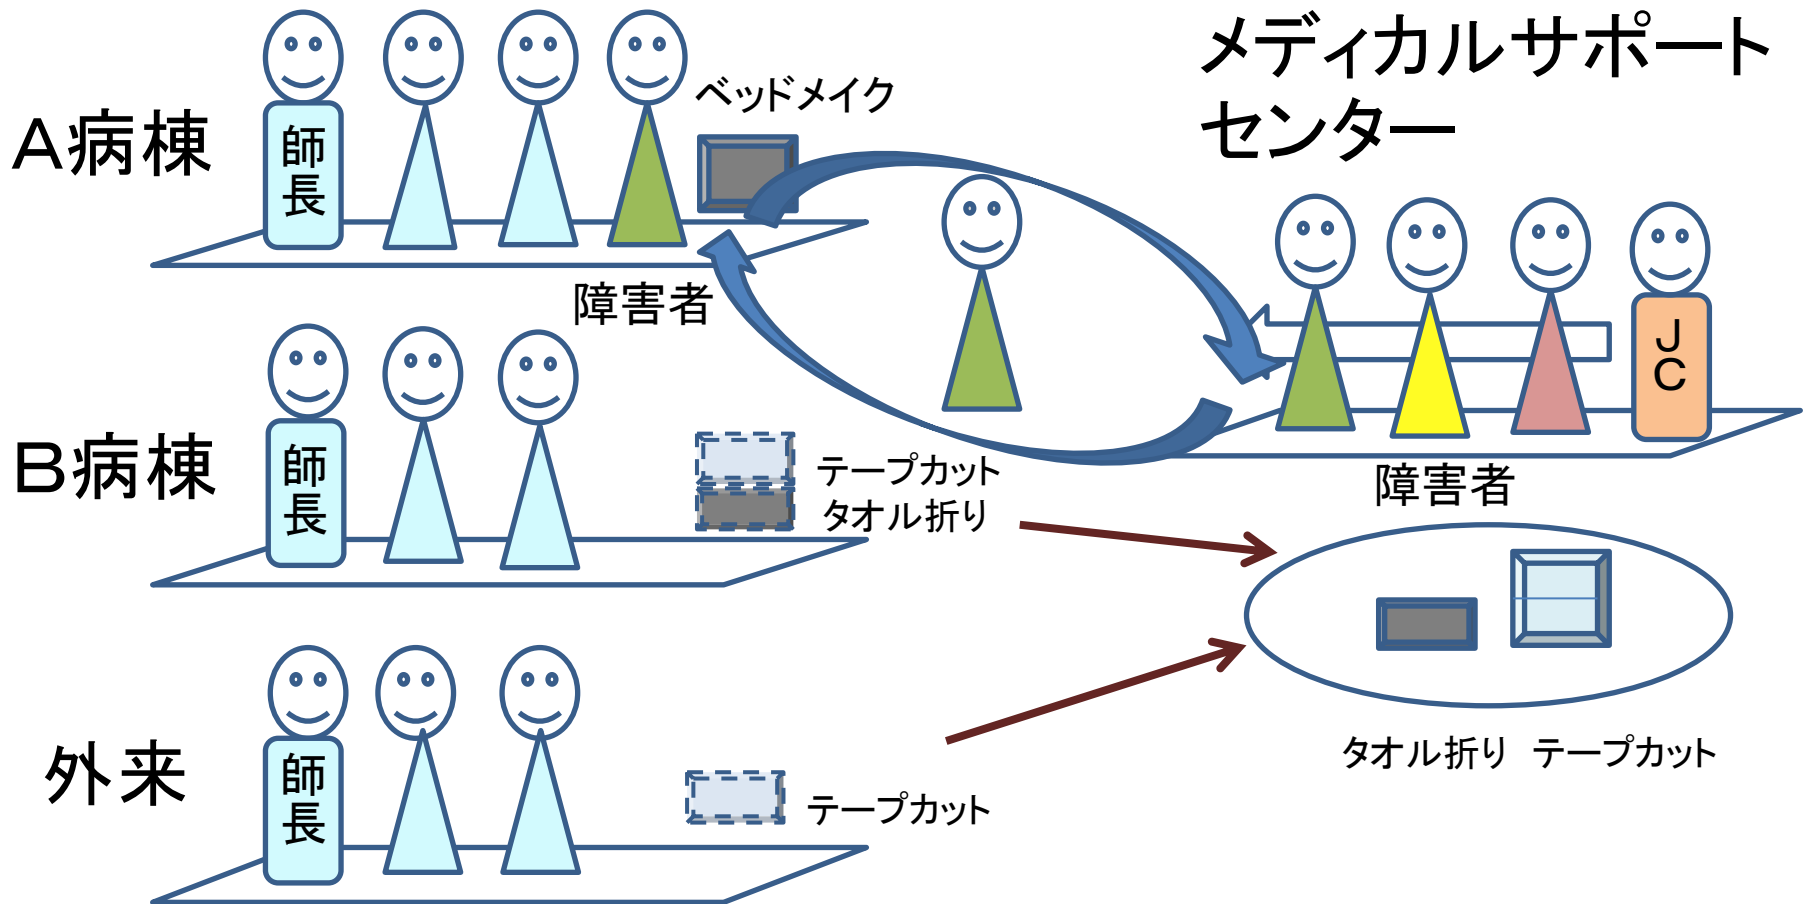 メディカルサポート
センター
Ａ病棟
師長
ベッドメイク
障害者
ＪＣ
障害者
Ｂ病棟
師長
テープカット
タオル折り
外来
師長
テープカット
タオル折り　テープカット